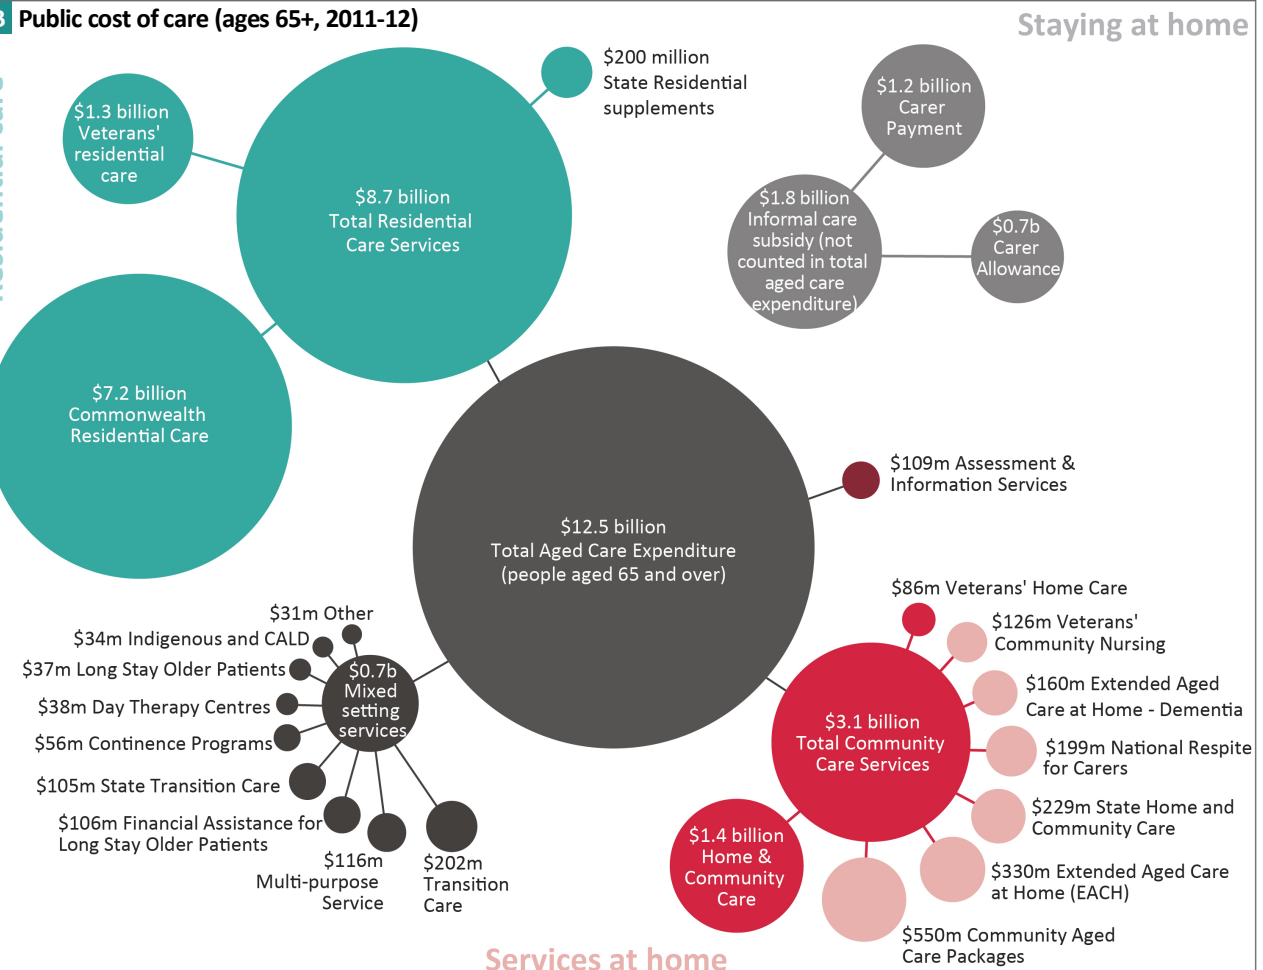 Public cost of care (ages 65+, 2011-12)
Staying at home
$200 million
State Residential
supplements
$1.3 billion
Veterans'
residential
care
$8.7 billion
Total Residential
Care Services
$1.2 billion
Carer
Payment
$1.8 billion
Informal care
subsidy (not
counted in total
aged care
expenditure)
$0.7b
Carer
Allowance
$7.2 billion
Commonwealth
Residential Care
$109m Assessment &
Information Services
$12.5 billion
Total Aged Care Expenditure
(people aged 65 and over)
$31m Other
$34m Indigenous and CALD
$37m Long Stay Older Patients
$38m Day Therapy Centres
$56m Continence Programs
$105m State Transition Care
$106m Financial Assistance for
Long Stay Older Patients
$116m
Multi-purpose
Service
$202m
Transition
Care
$0.7b
Mixed
setting
services
$86m Veterans' Home Care
$126m Veterans'
Community Nursing
$160m Extended Aged
Care at Home - Dementia
$199m National Respite
for Carers
$229m State Home and
Community Care
$330m Extended Aged Care
at Home (EACH)
$550m Community Aged
Care Packages
$3.1 billion
Total Community
Care Services
$1.4 billion
Home &
Community
Care
Services at home